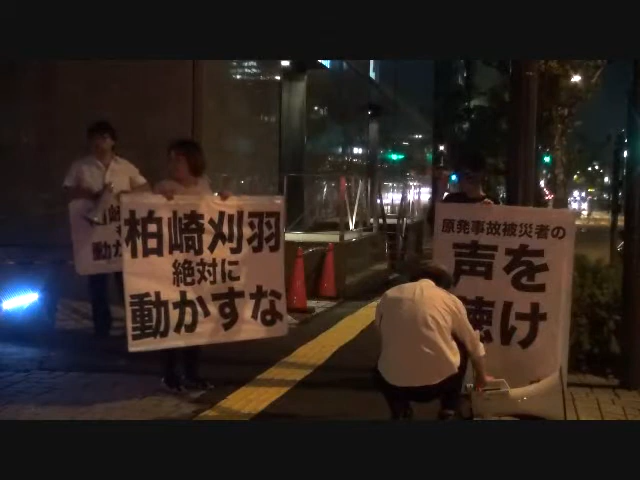 柏崎刈羽
絶対に
動かすな
原発事故被災者の
声を
聴け